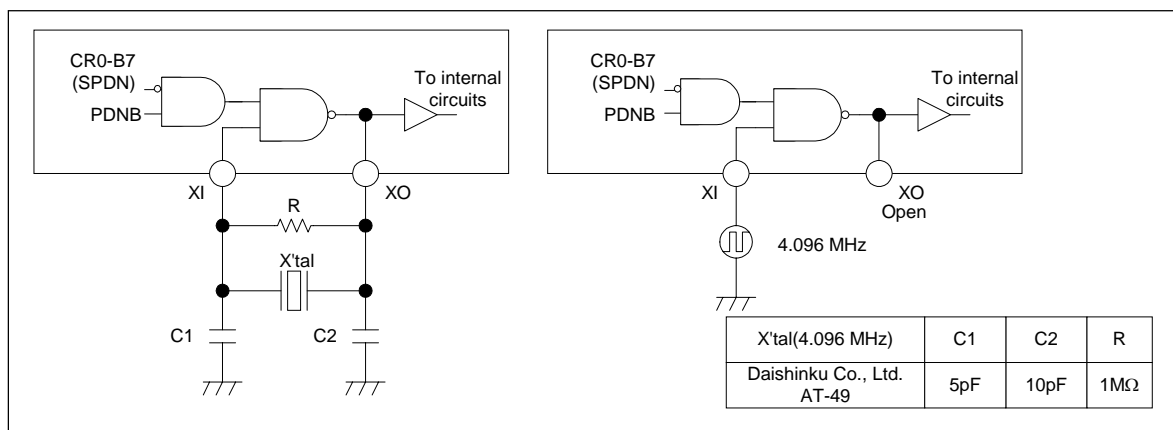 CR0-B7
(SPDN)
PDNB
To internal
circuits
XI
XO
R
X'tal
C1
C2
CR0-B7
(SPDN)
PDNB
To internal
circuits
XI
XO
Open
4.096 MHz
X'tal(4.096 MHz) C1 C2 R
Daishinku Co., Ltd.
AT-49 5pF 10pF 1MΩ